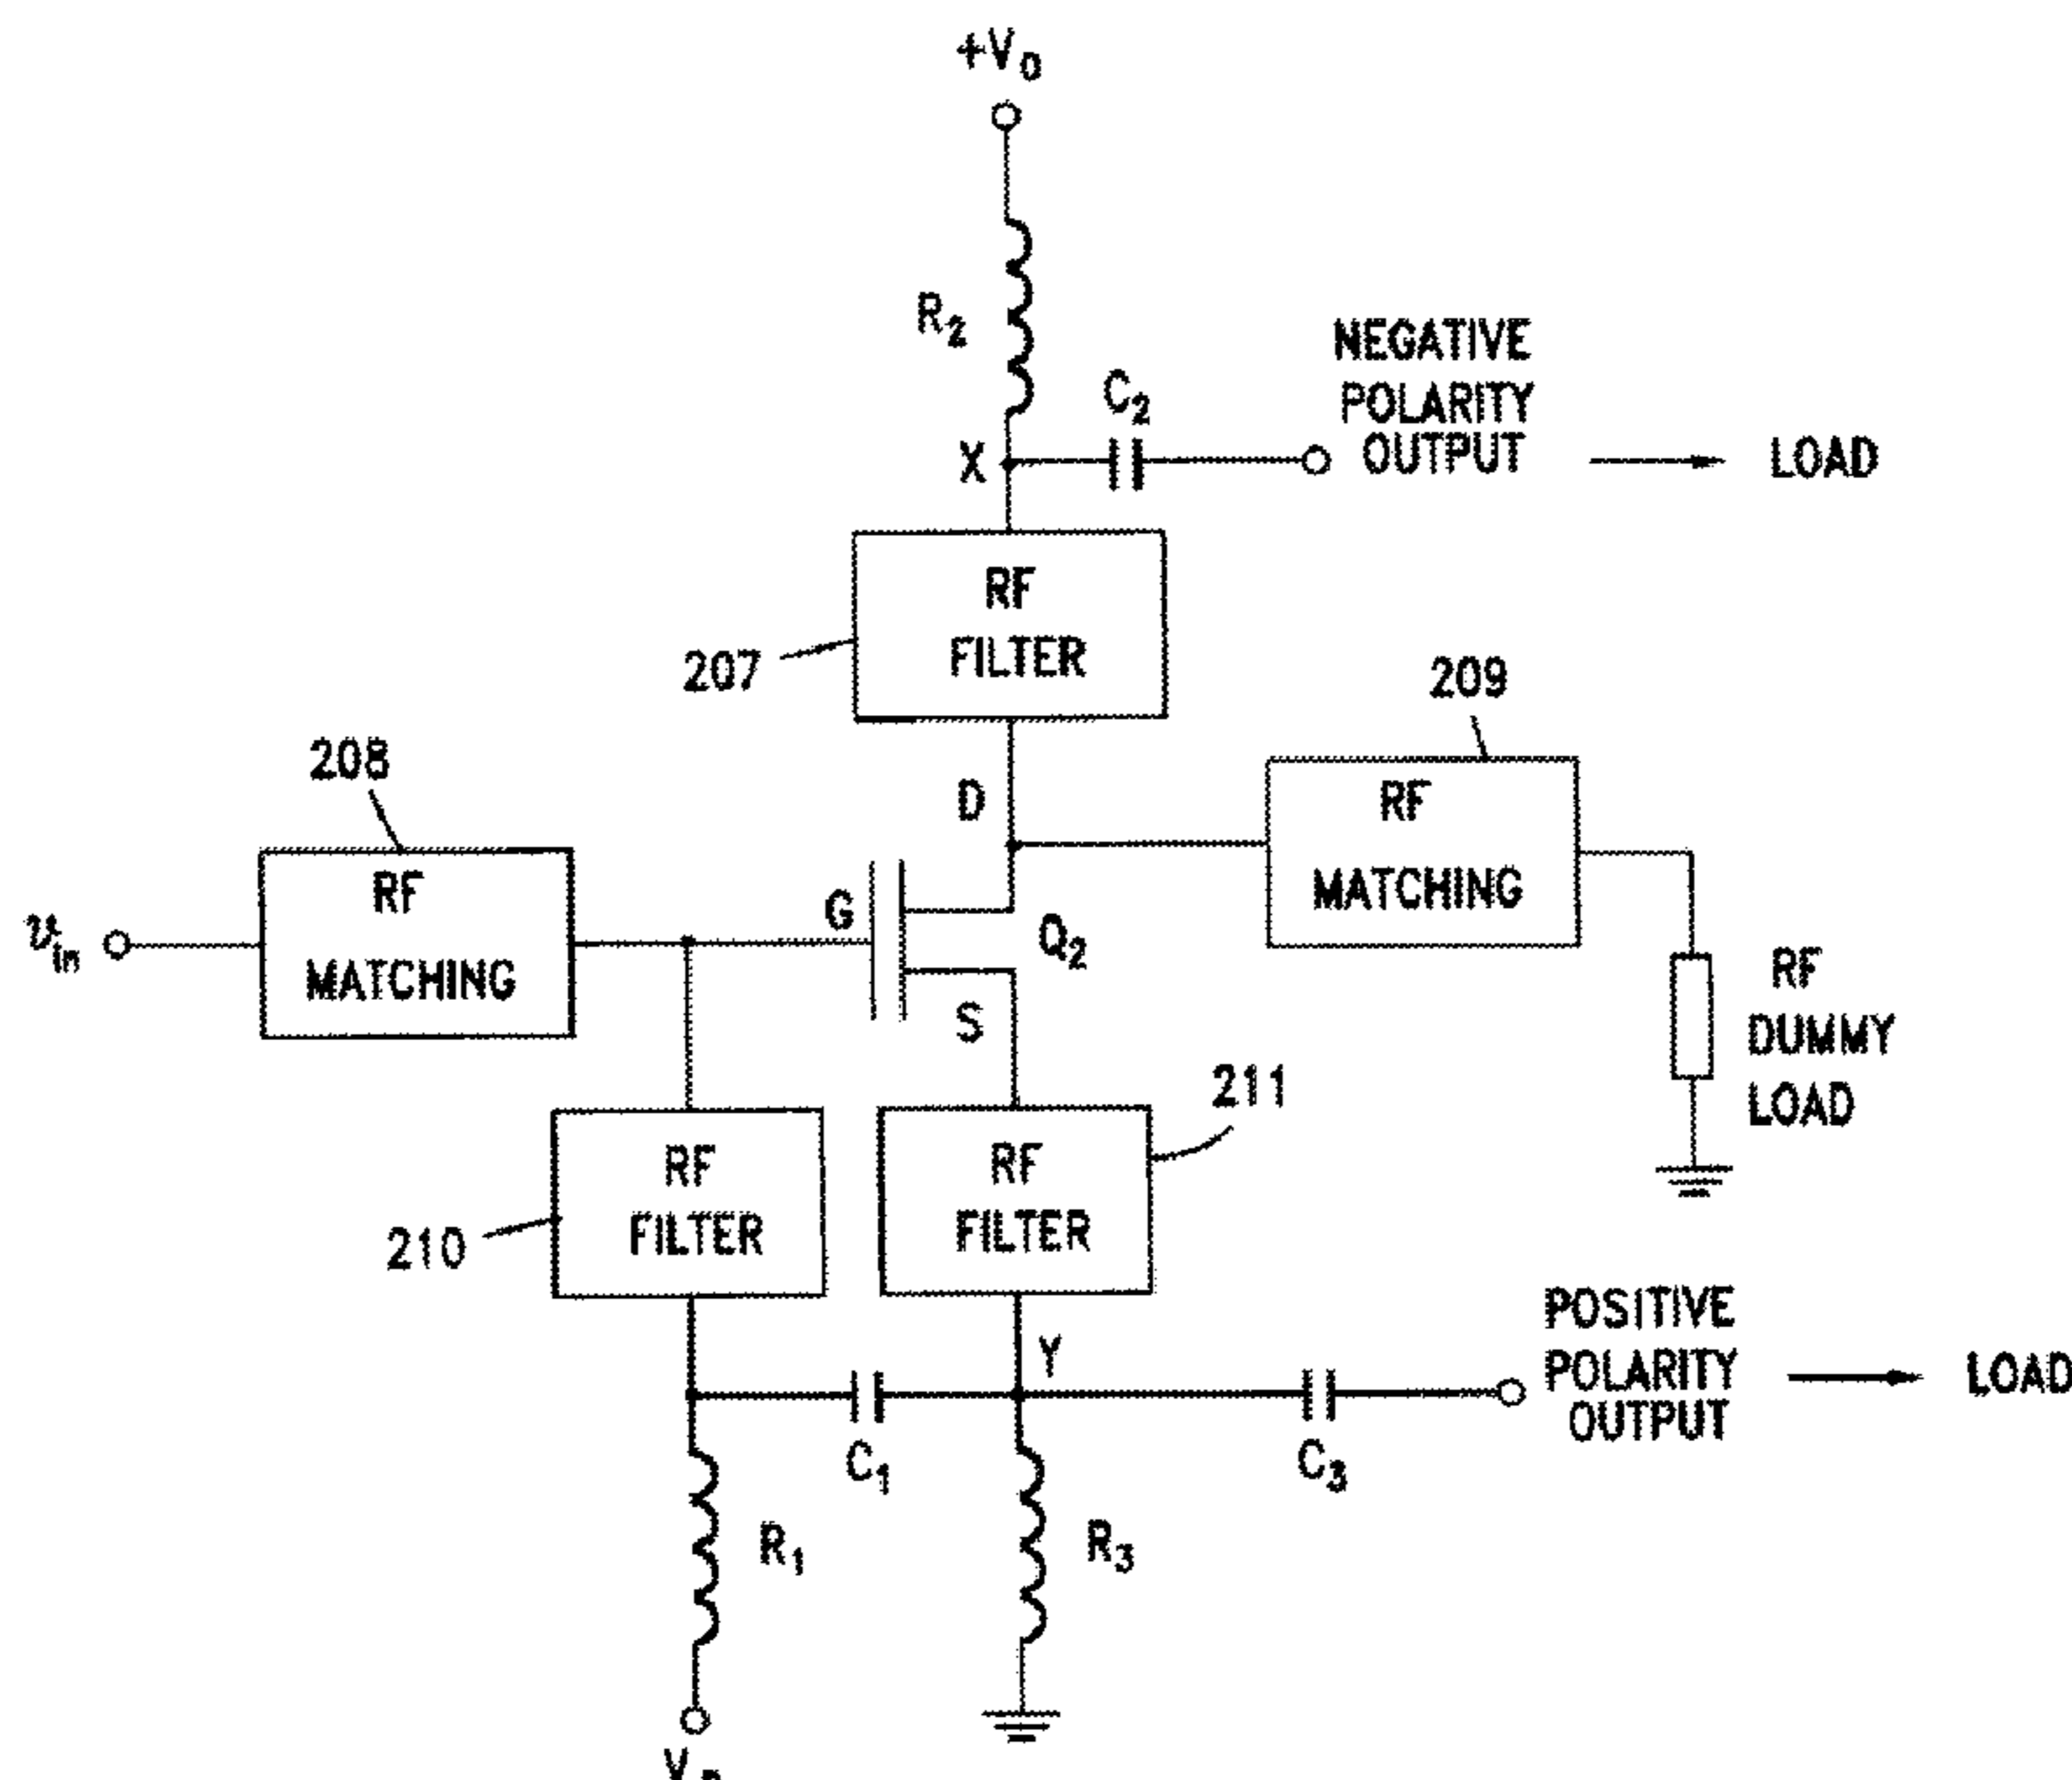 +V₀
R₂
C₂
NEGATIVE
POLARITY
OUTPUT
LOAD
X
RF
FILTER
207
209
208
D
RF
MATCHING
RF
MATCHING
G
Q₂
𝑣in
S
RF
DUMMY
LOAD
211
RF
FILTER
RF
FILTER
210
POSITIVE
POLARITY
OUTPUT
LOAD
Y
C₁
C₃
R₁
R₃